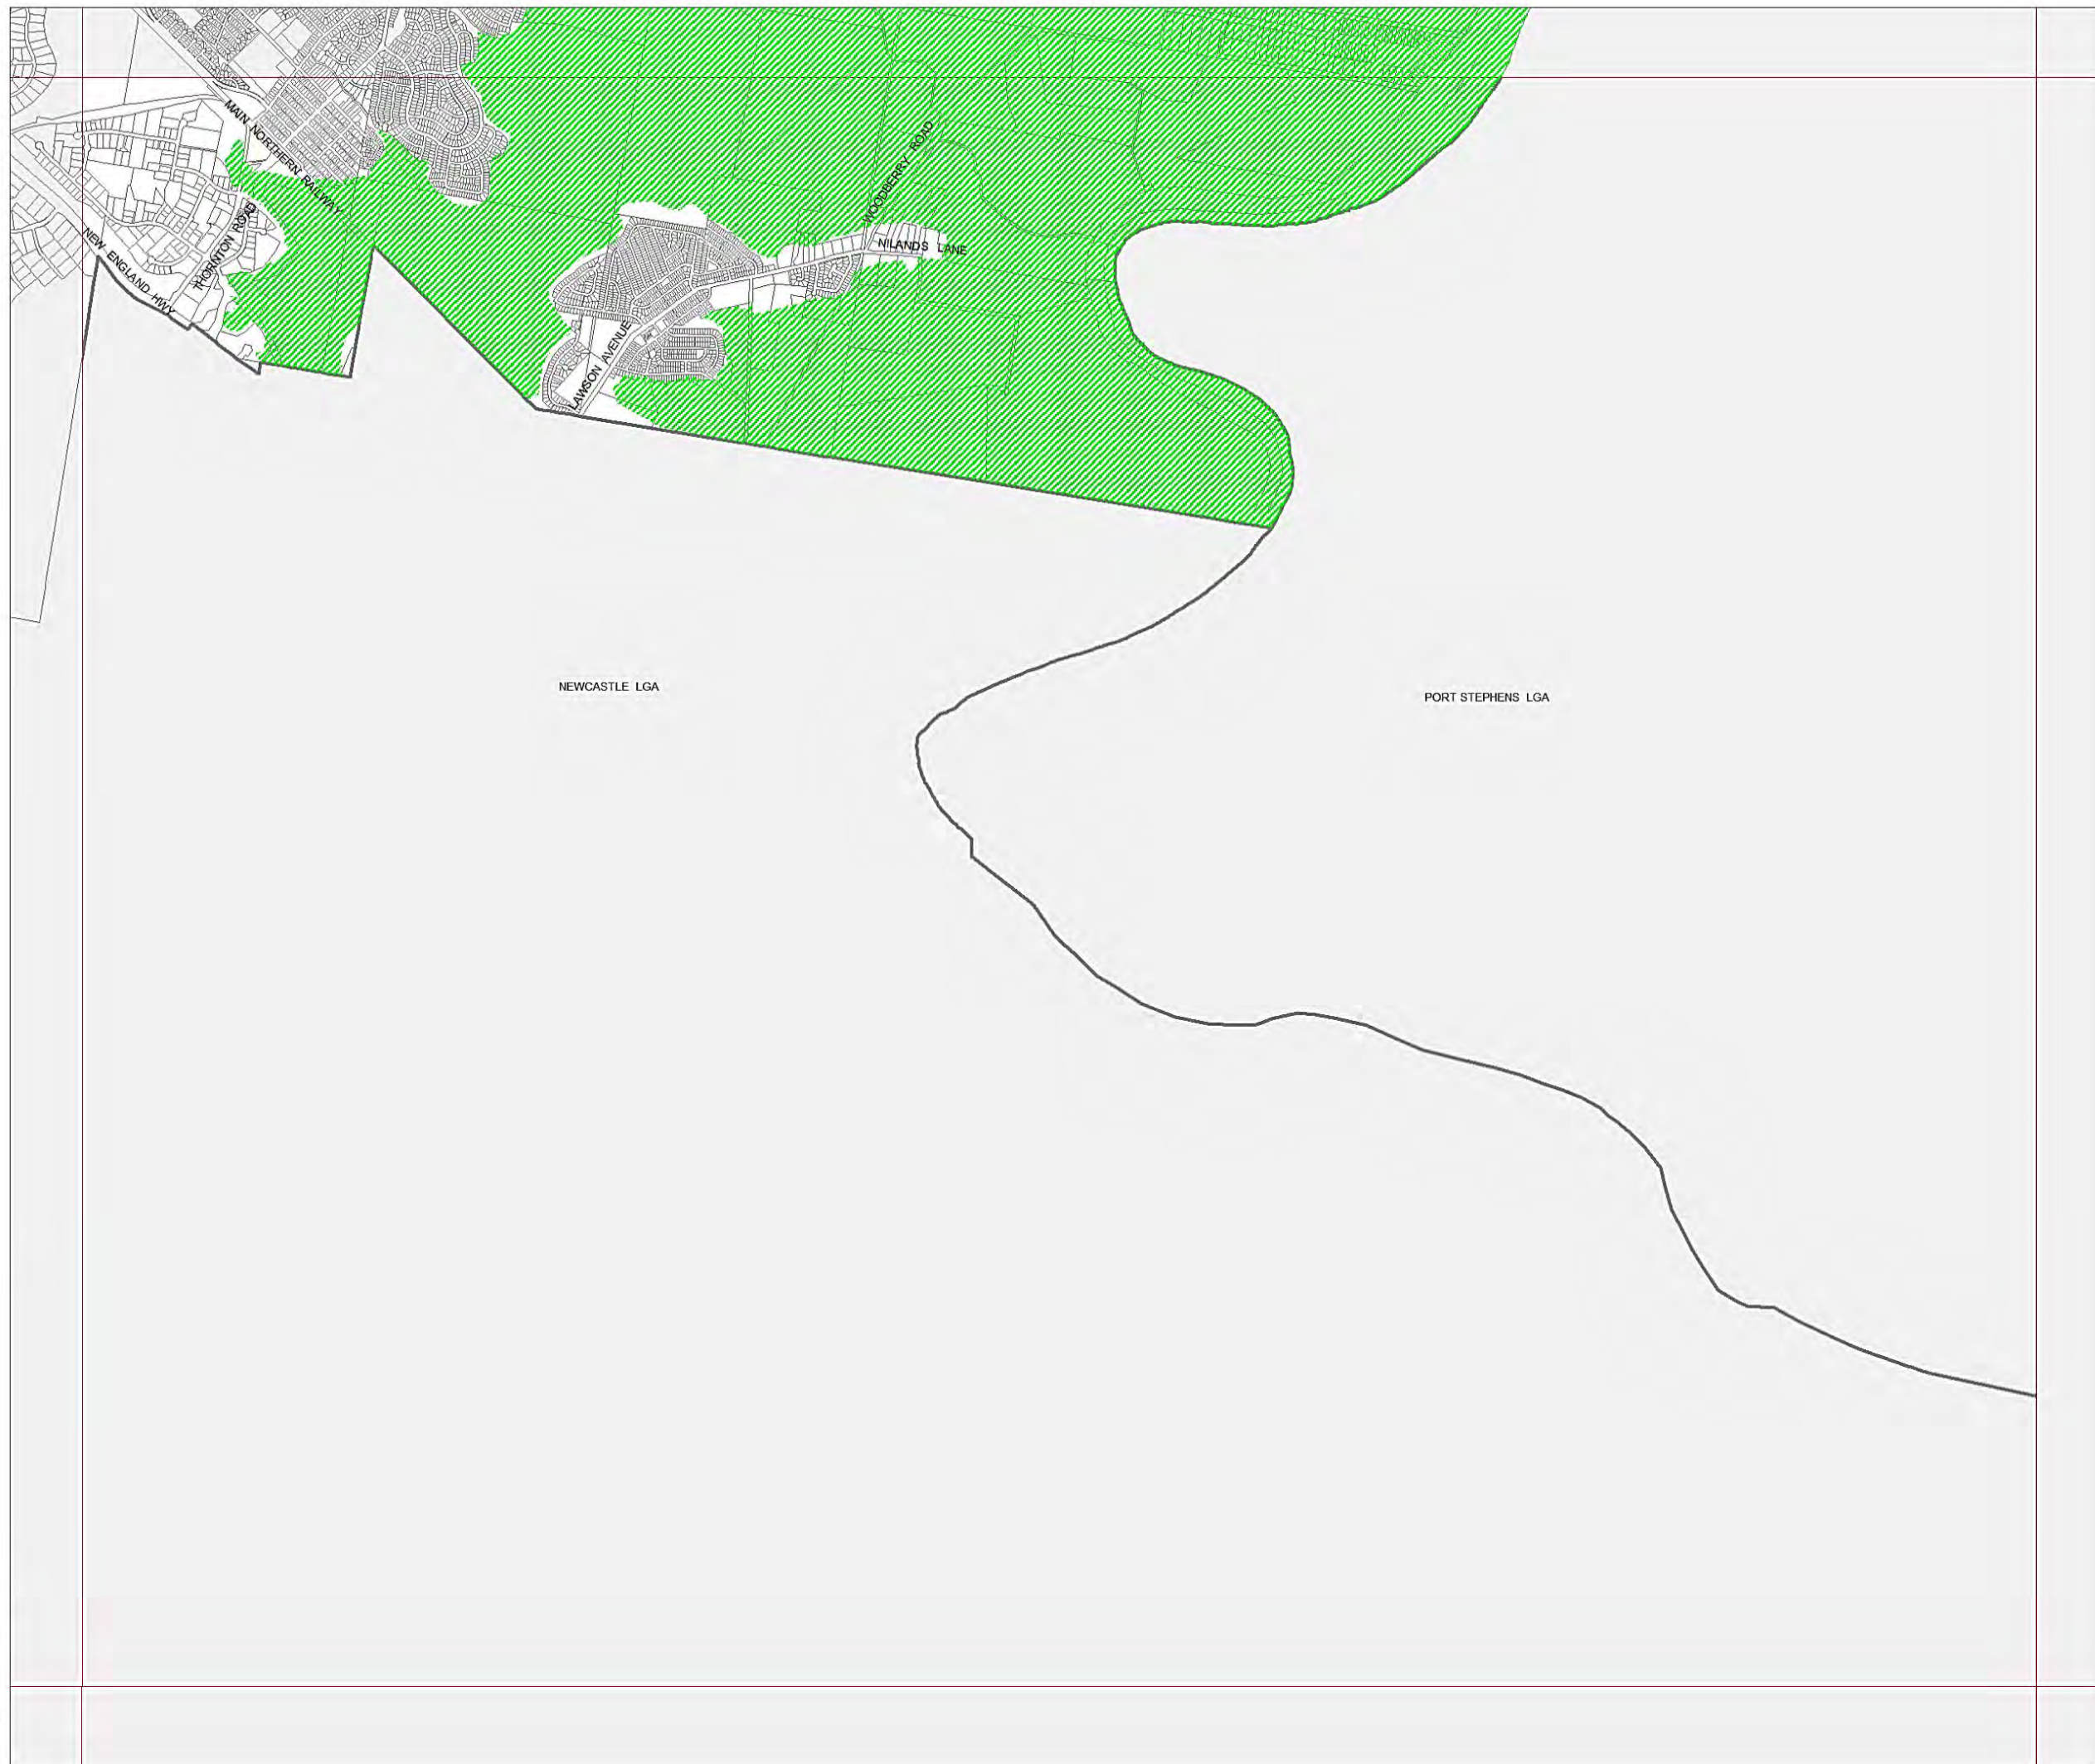 MAIN NORTHERN RAILWAY
WOODBERRY ROAD
THORNTON ROAD
NEW ENGLAND HWY
NILANDS LANE
LAWSON AVENUE
NEWCASTLE LGA
PORT STEPHENS LGA